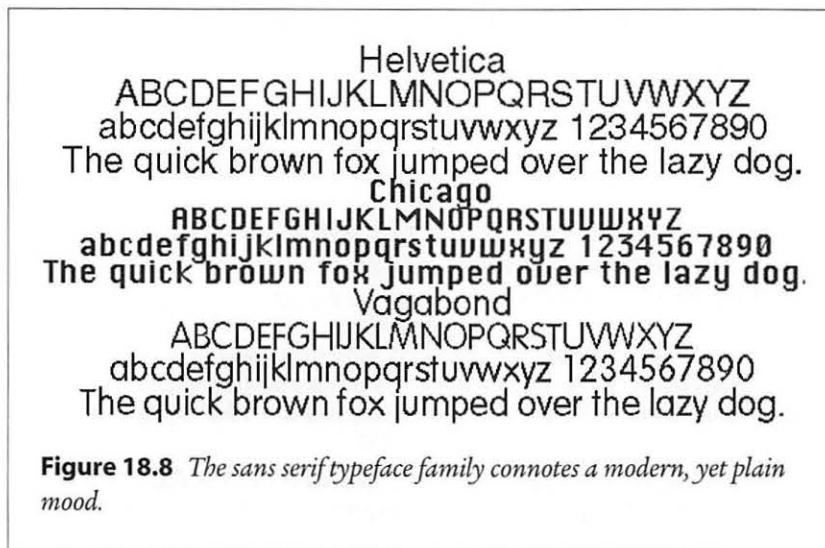 Helvetica
ABCDEFGHIJKLMNOPQRSTUVWXYZ
abcdefghijklmnopqrstuvwxyz 1234567890
The quick brown fox jumped over the lazy dog.
Chicago
ABCDEFGHIJKLMNOPQRSTUVWXYZ
abcdefghijklmnopqrstuvwxyz 1234567890
The quick brown fox jumped over the lazy dog.
Vagabond
ABCDEFGHIJKLMNOPQRSTUVWXYZ
abcdefghijklmnopqrstuvwxyz 1234567890
The quick brown fox jumped over the lazy dog.
Figure 18.8 The sans serif typeface family connotes a modern, yet plain
mood.